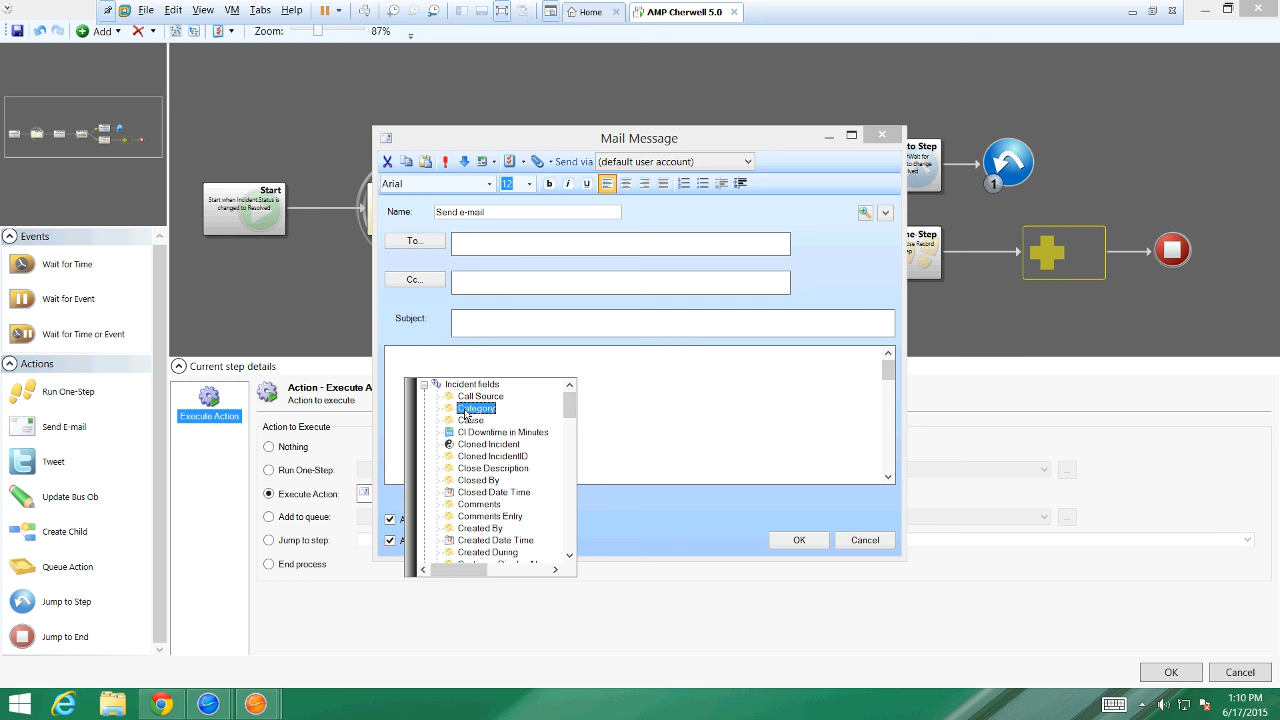 File Edit View VM Tabs Help Home AMP Cherwell 5.0
Add Zoom: 87%
Mail Message
Send via (default user account)
Arial 12 b i u
Name: Send e-mail
To...
Cc...
Subject:
Incident fields
Call Source
Category
Cause
CI Downtime in Minutes
Cloned Incident
Cloned IncidentID
Close Description
Closed By
Closed Date Time
Comments
Comments Entry
Created By
Created Date Time
Created During
OK Cancel
Start
Start when Incident.Status is
changed to Resolved
to Step
1
Events
Wait for Time
Wait for Event
Wait for Time or Event
Actions
Run One-Step
Send E-Mail
Tweet
Update Bus Ob
Create Child
Queue Action
Jump to Step
Jump to End
Current step details
Execute Action
Action - Execute A
Action to execute
Action to Execute
Nothing
Run One-Step:
Execute Action:
Add to queue:
Jump to step:
End process
OK Cancel
1:10 PM
6/17/2015